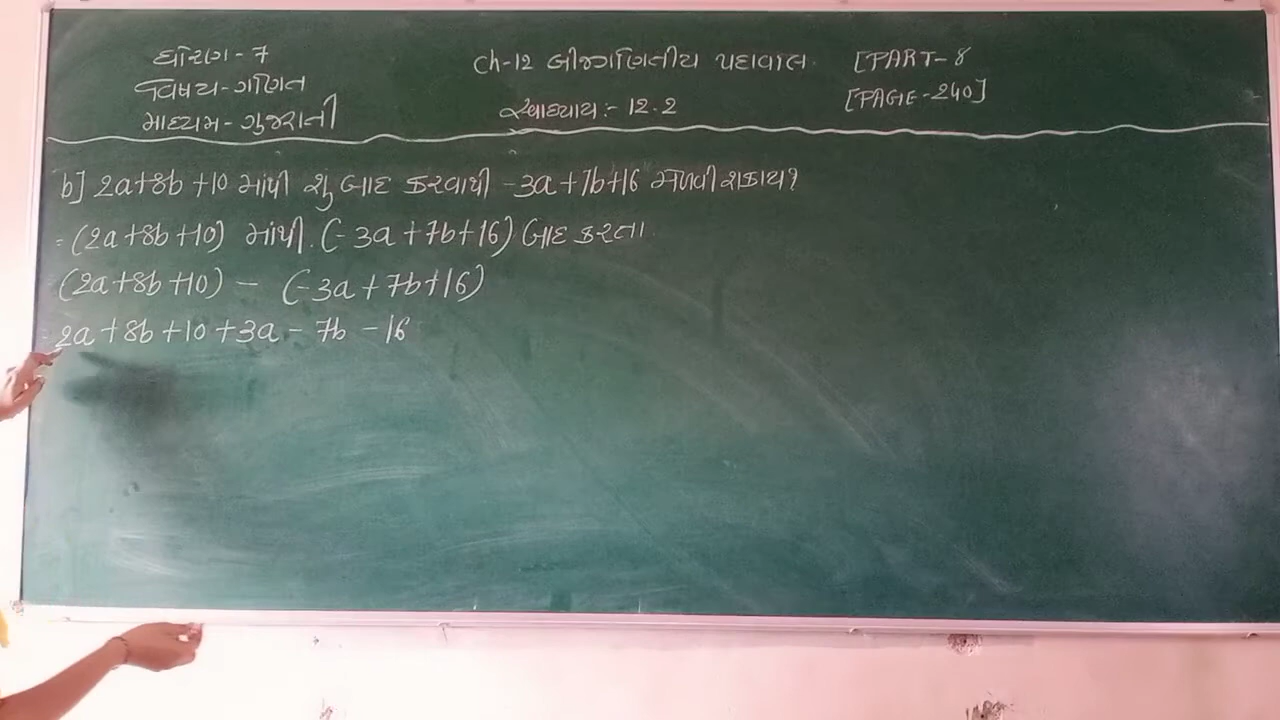 ધોરણ - 7
વિષય - ગણિત
માધ્યમ - ગુજરાતી
Ch-12 બીજગણિતીય પદાવલિ [PART-8
સ્વાધ્યાય:- 12.2 [PAGE-240]
b] 2a+8b+10 માંથી શું બાદ કરવાથી -3a+7b+16 મેળવી શકાય?
= (2a+8b+10) માંથી (-3a+7b+16) બાદ કરતા
(2a+8b+10) - (-3a+7b+16)
= 2a+8b+10+3a-7b-16